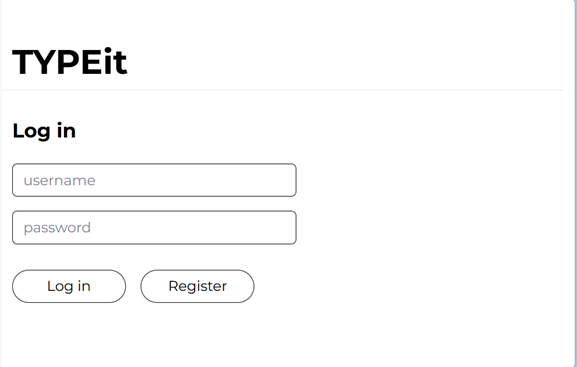 TYPEit
Log in
username
password
Log in Register